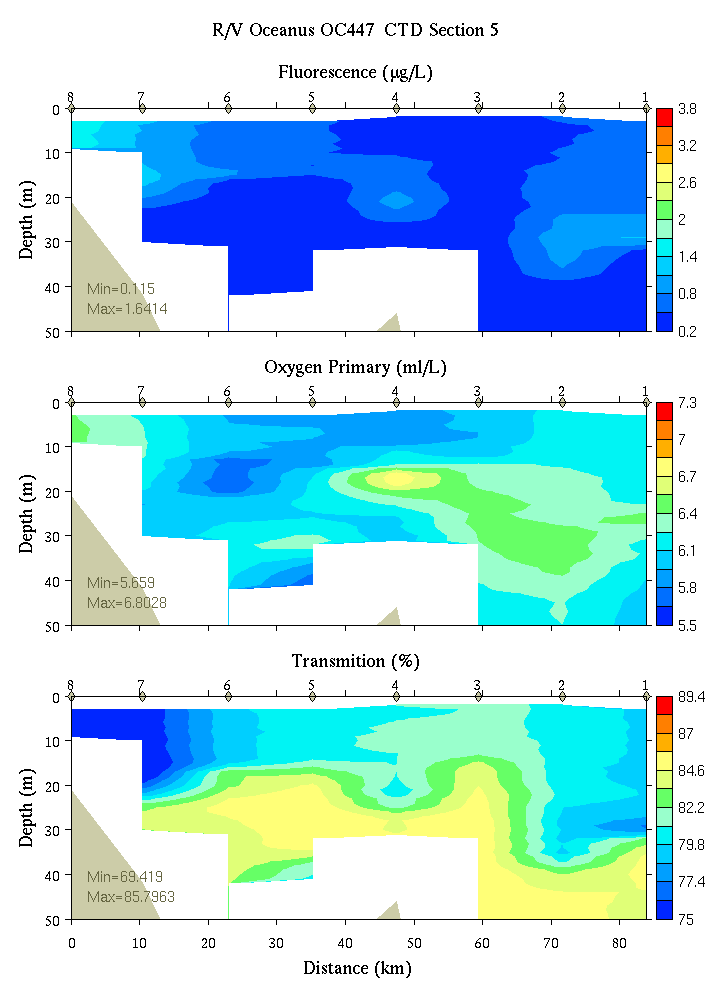 R/V Oceanus OC447 CTD Section 5
Fluorescence (µg/L)
8 7 6 5 4 3 2 1
0
10
20
30
40
50
Depth (m)
Min=0.115
Max=1.6414
3.8
3.2
2.6
2
1.4
0.8
0.2
Oxygen Primary (ml/L)
8 7 6 5 4 3 2 1
0
10
20
30
40
50
Depth (m)
Min=5.659
Max=6.8028
7.3
7
6.7
6.4
6.1
5.8
5.5
Transmition (%)
8 7 6 5 4 3 2 1
0
10
20
30
40
50
Depth (m)
Min=69.419
Max=85.7963
89.4
87
84.6
82.2
79.8
77.4
75
0 10 20 30 40 50 60 70 80
Distance (km)